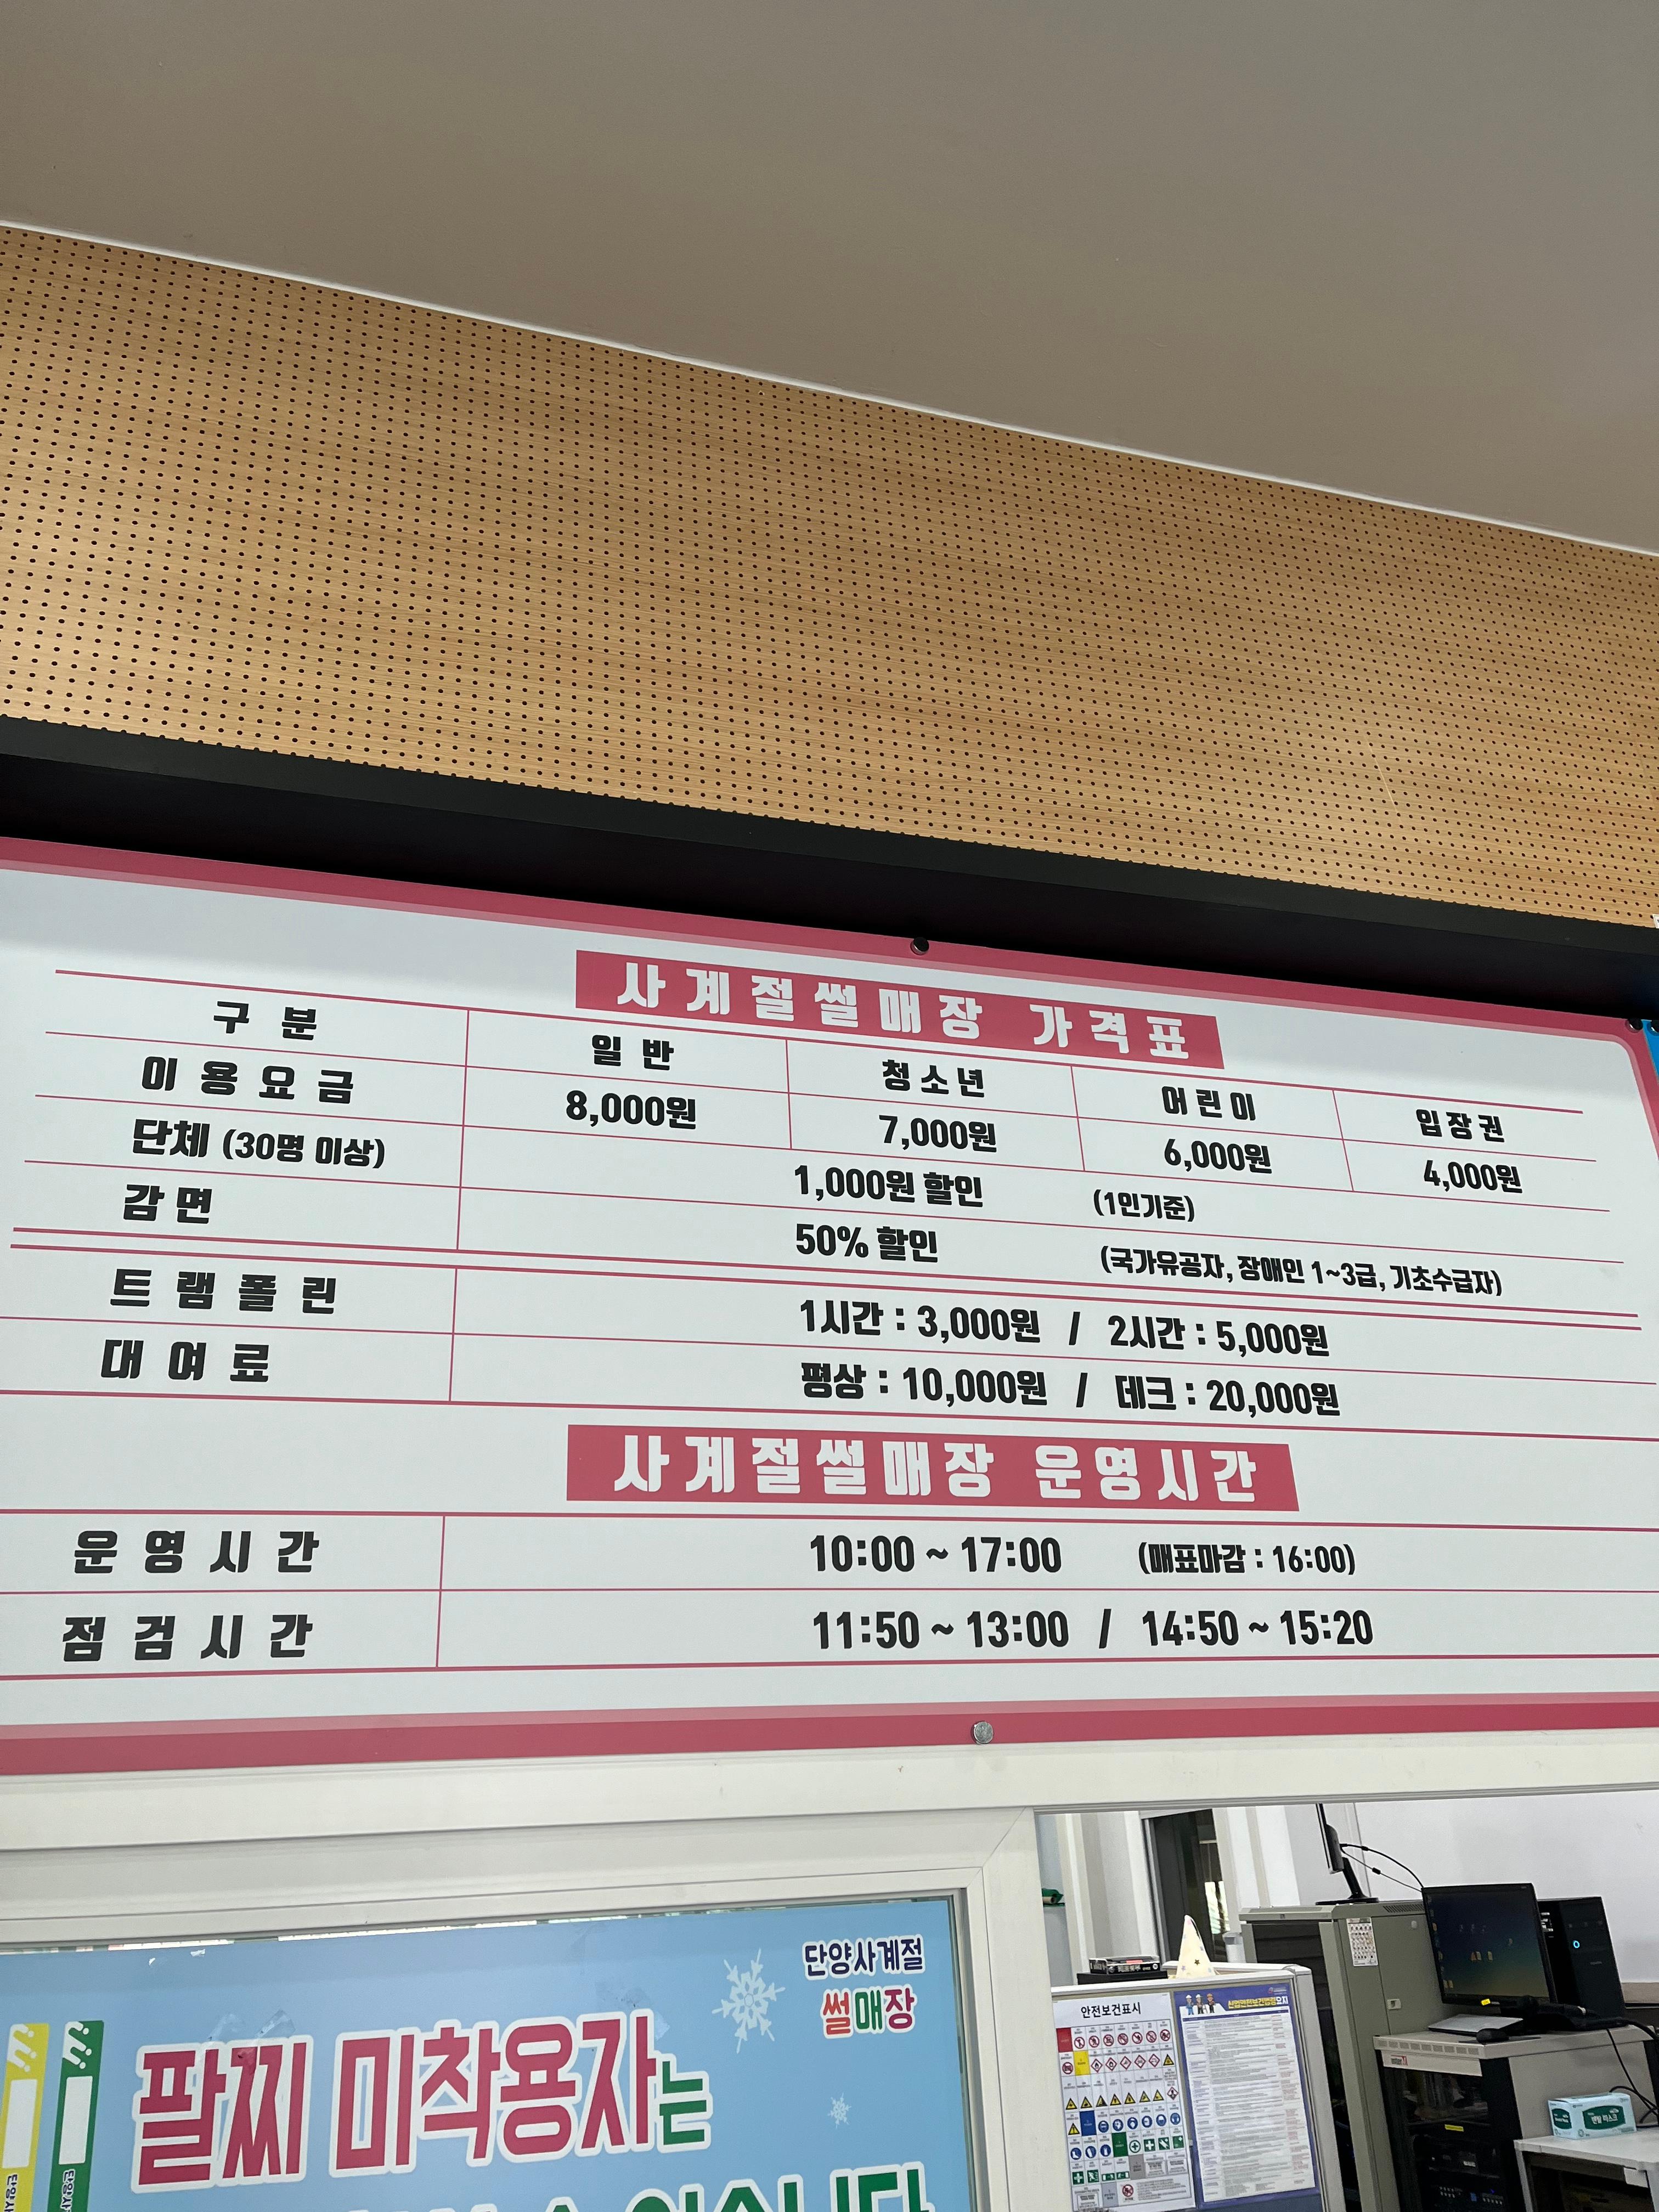 사계절썰매장 가격표
구분 일반 청소년 어린이 입장권
이용요금 8,000원 7,000원 6,000원 4,000원
단체 (30명 이상) 1,000원 할인 (1인기준)
감면 50% 할인 (국가유공자, 장애인 1~3급, 기초수급자)
트램폴린 1시간 : 3,000원 / 2시간 : 5,000원
대여료 평상 : 10,000원 / 데크 : 20,000원
사계절썰매장 운영시간
운영시간 10:00 ~ 17:00 (매표마감 : 16:00)
점검시간 11:50 ~ 13:00 / 14:50 ~ 15:20
단양사계절
썰매장
팔찌 미착용자는
안전보건표시